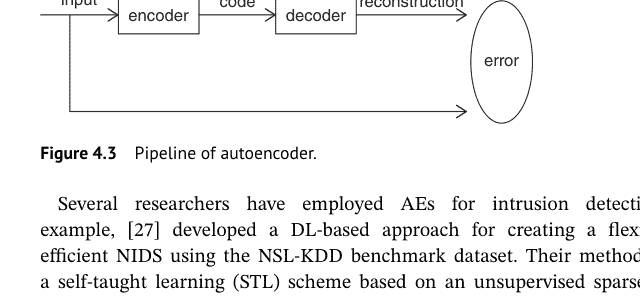 input
code
reconstruction
encoder
decoder
error
Figure 4.3 Pipeline of autoencoder.
Several researchers have employed AEs for intrusion detecti
example, [27] developed a DL-based approach for creating a flex
efficient NIDS using the NSL-KDD benchmark dataset. Their method
a self-taught learning (STL) scheme based on an unsupervised sparse